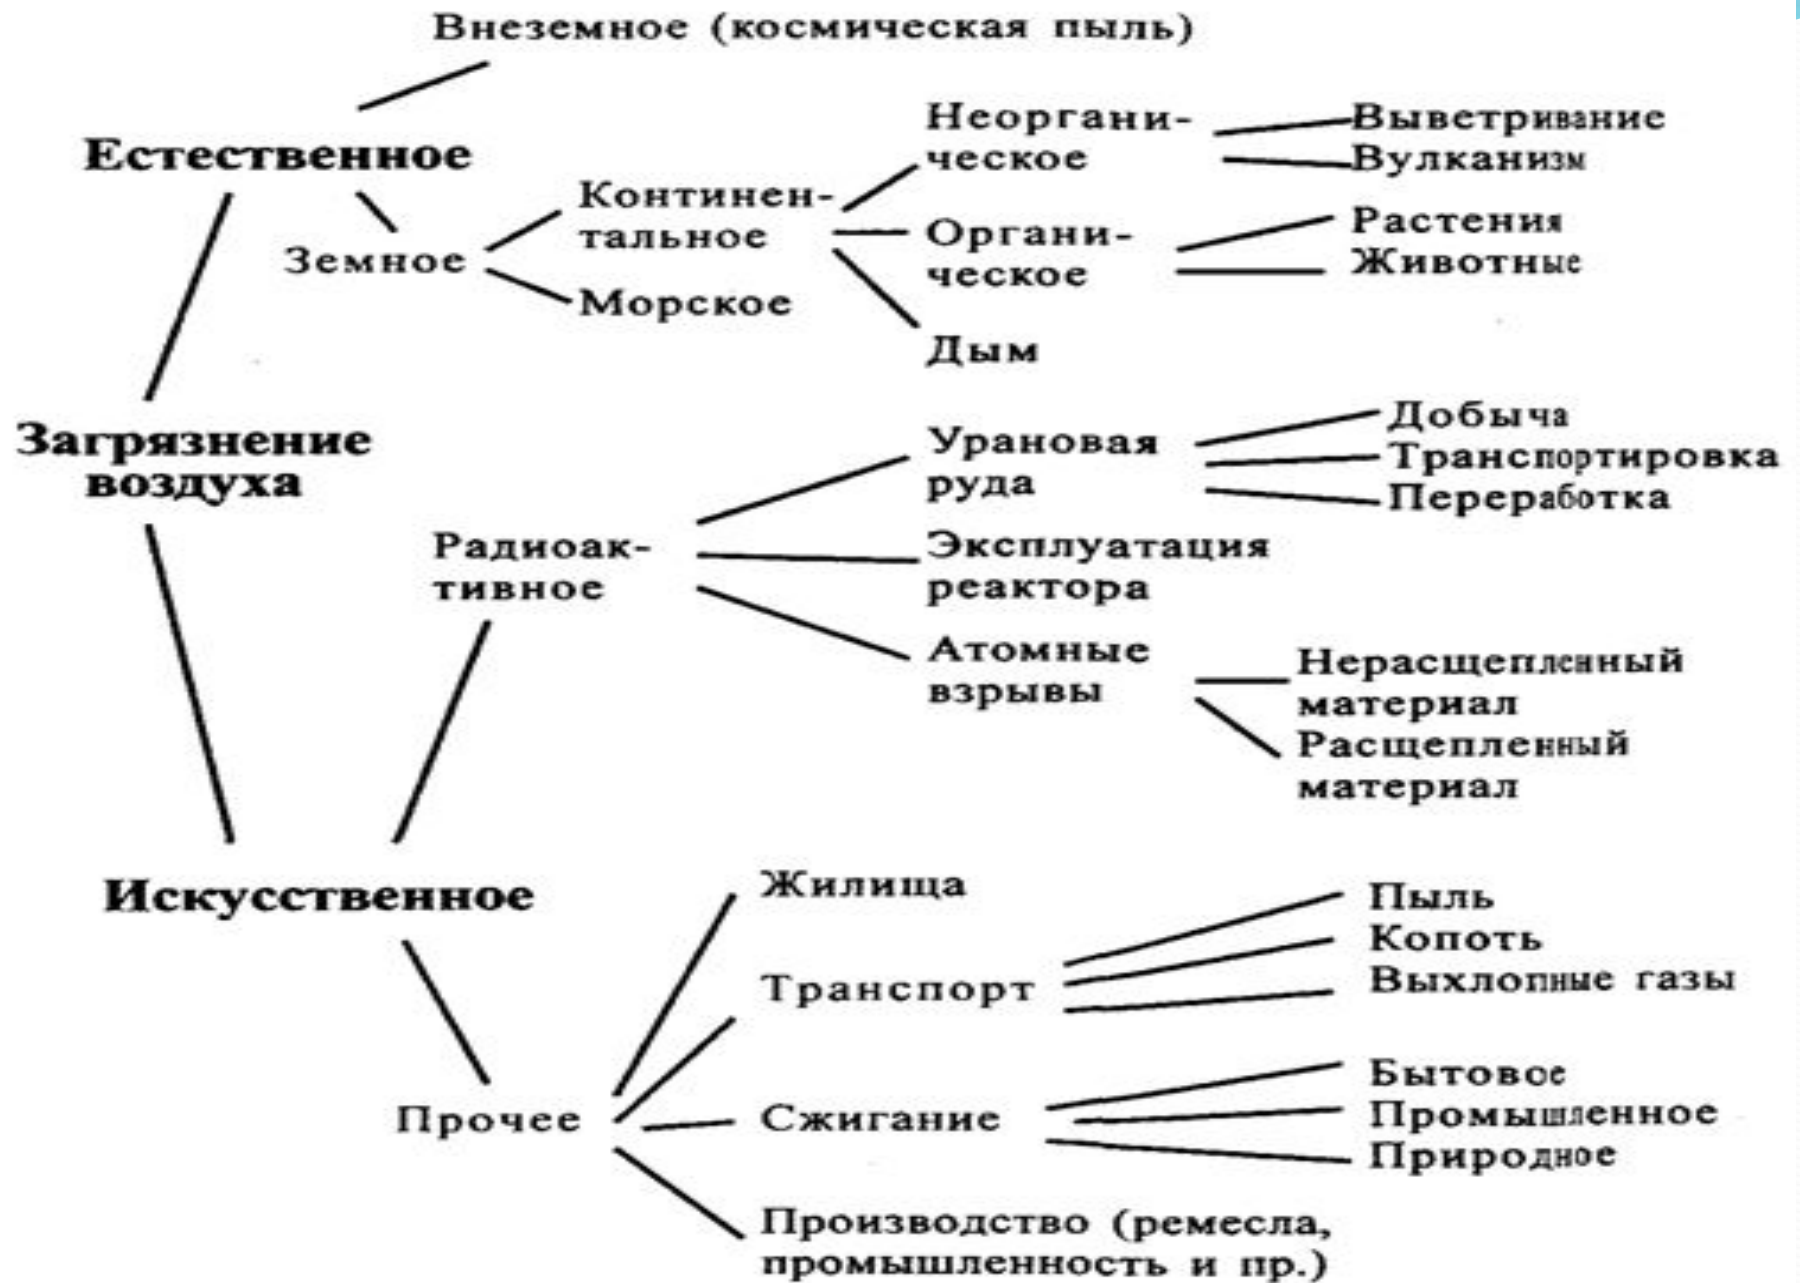 Внеземное (космическая пыль)
Естественное
Земное
Континен-
тальное
Морское
Неоргани-
ческое
Выветривание
Вулканизм
Органи-
ческое
Растения
Животные
Дым
Загрязнение
воздуха
Радиоак-
тивное
Урановая
руда
Добыча
Транспортировка
Переработка
Эксплуатация
реактора
Атомные
взрывы
Нерасщепленный
материал
Расщепленный
материал
Искусственное
Прочее
Жилища
Транспорт
Пыль
Копоть
Выхлопные газы
Сжигание
Бытовое
Промышленное
Природное
Производство (ремесла,
промышленность и пр.)